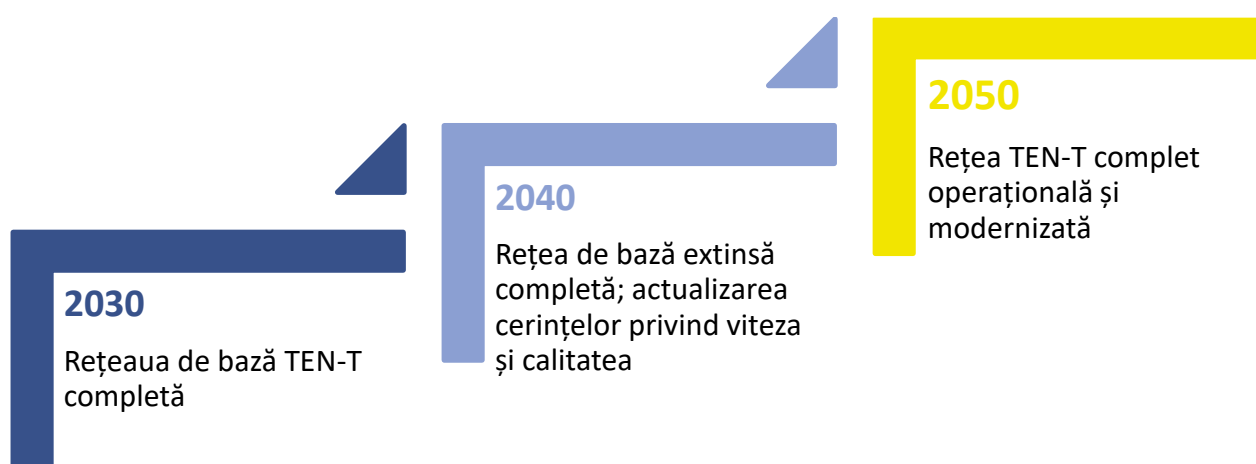 2030
Rețeaua de bază TEN-T
completă
2040
Rețea de bază extinsă
completă; actualizarea
cerințelor privind viteza
și calitatea
2050
Rețea TEN-T complet
operațională și
modernizată